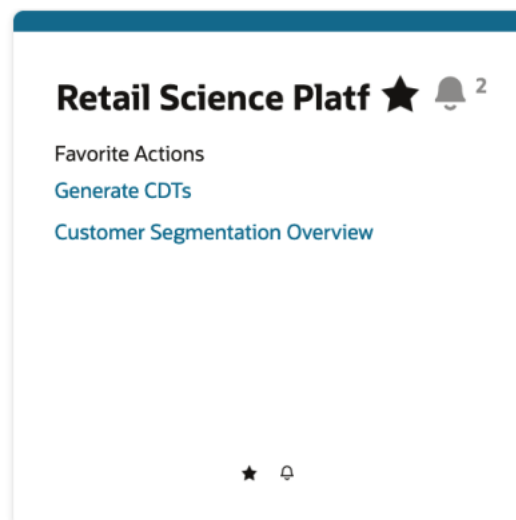 Retail Science Platf 2
Favorite Actions
Generate CDTs
Customer Segmentation Overview